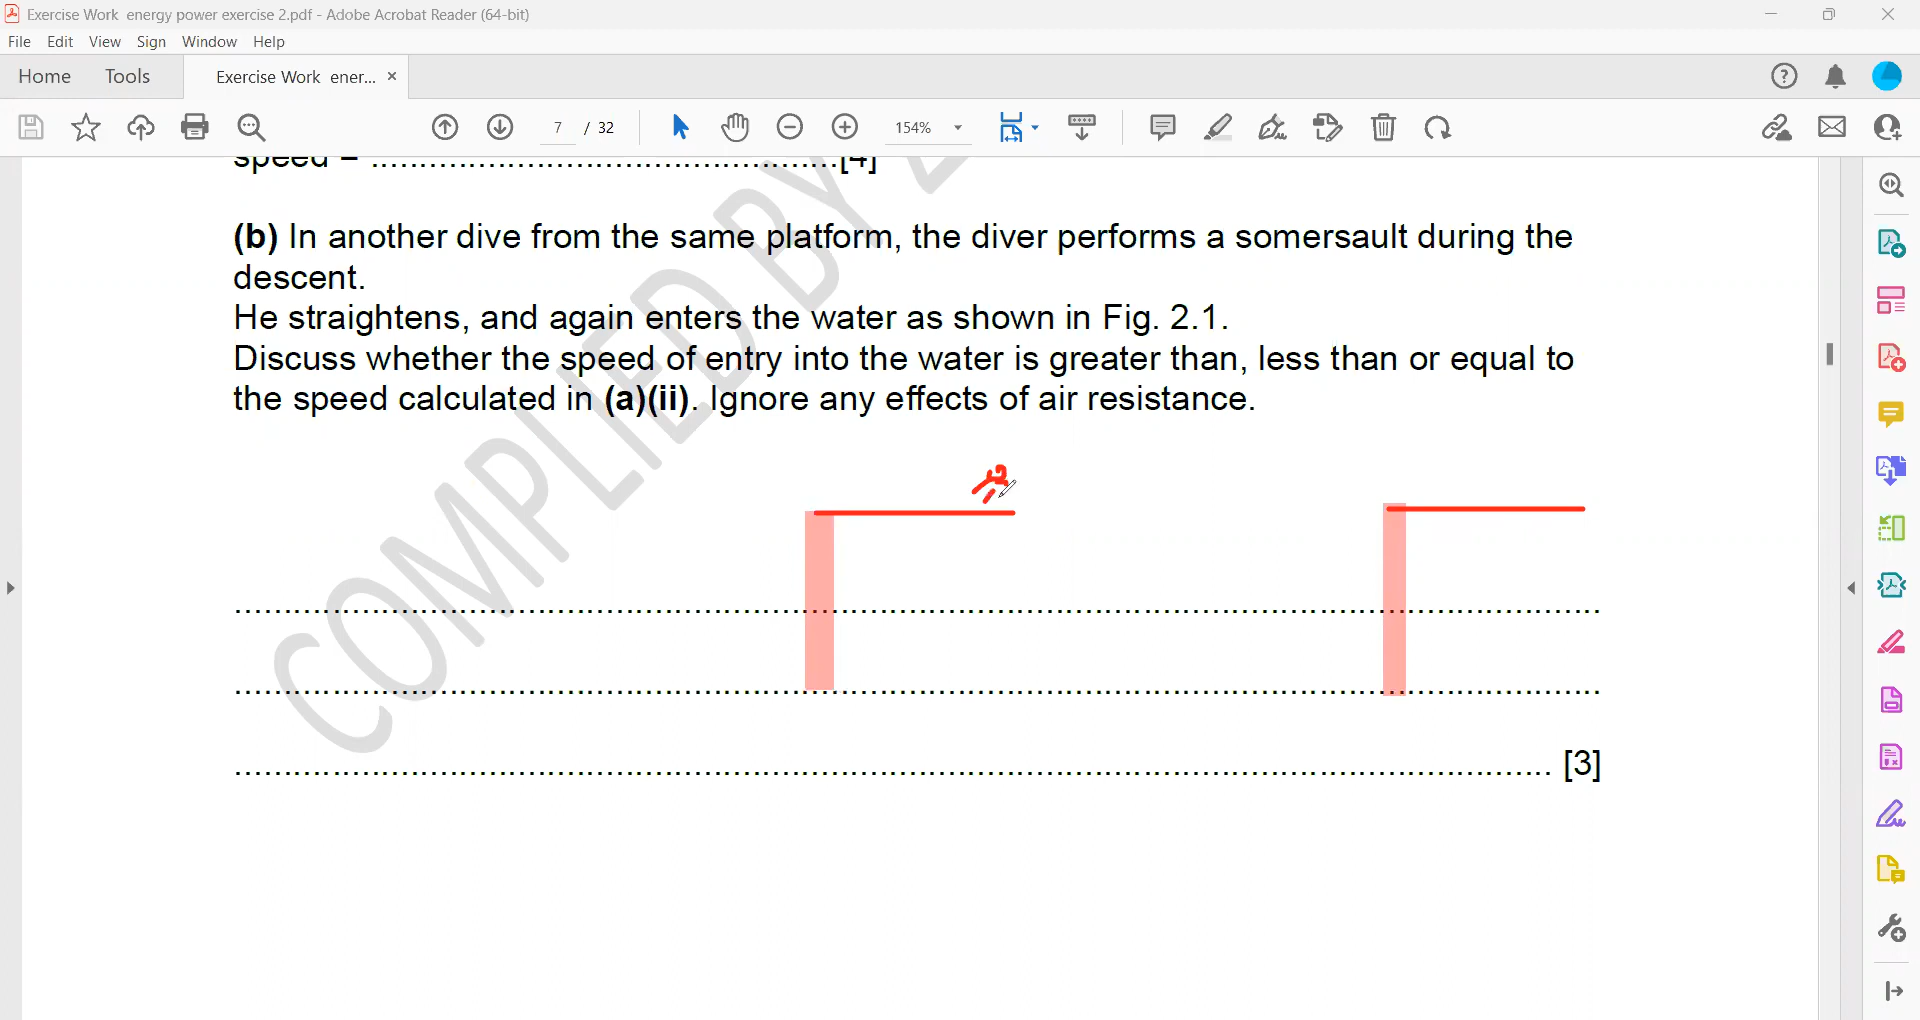 Exercise Work energy power exercise 2.pdf - Adobe Acrobat Reader (64-bit)
File Edit View Sign Window Help
Home Tools Exercise Work ener... ×
7 / 32 154%
speed = ................................................[4]
(b) In another dive from the same platform, the diver performs a somersault during the
descent.
He straightens, and again enters the water as shown in Fig. 2.1.
Discuss whether the speed of entry into the water is greater than, less than or equal to
the speed calculated in (a)(ii). Ignore any effects of air resistance.
................................................................................................................
................................................................................................................
............................................................................................................ [3]
COMPLIED BY